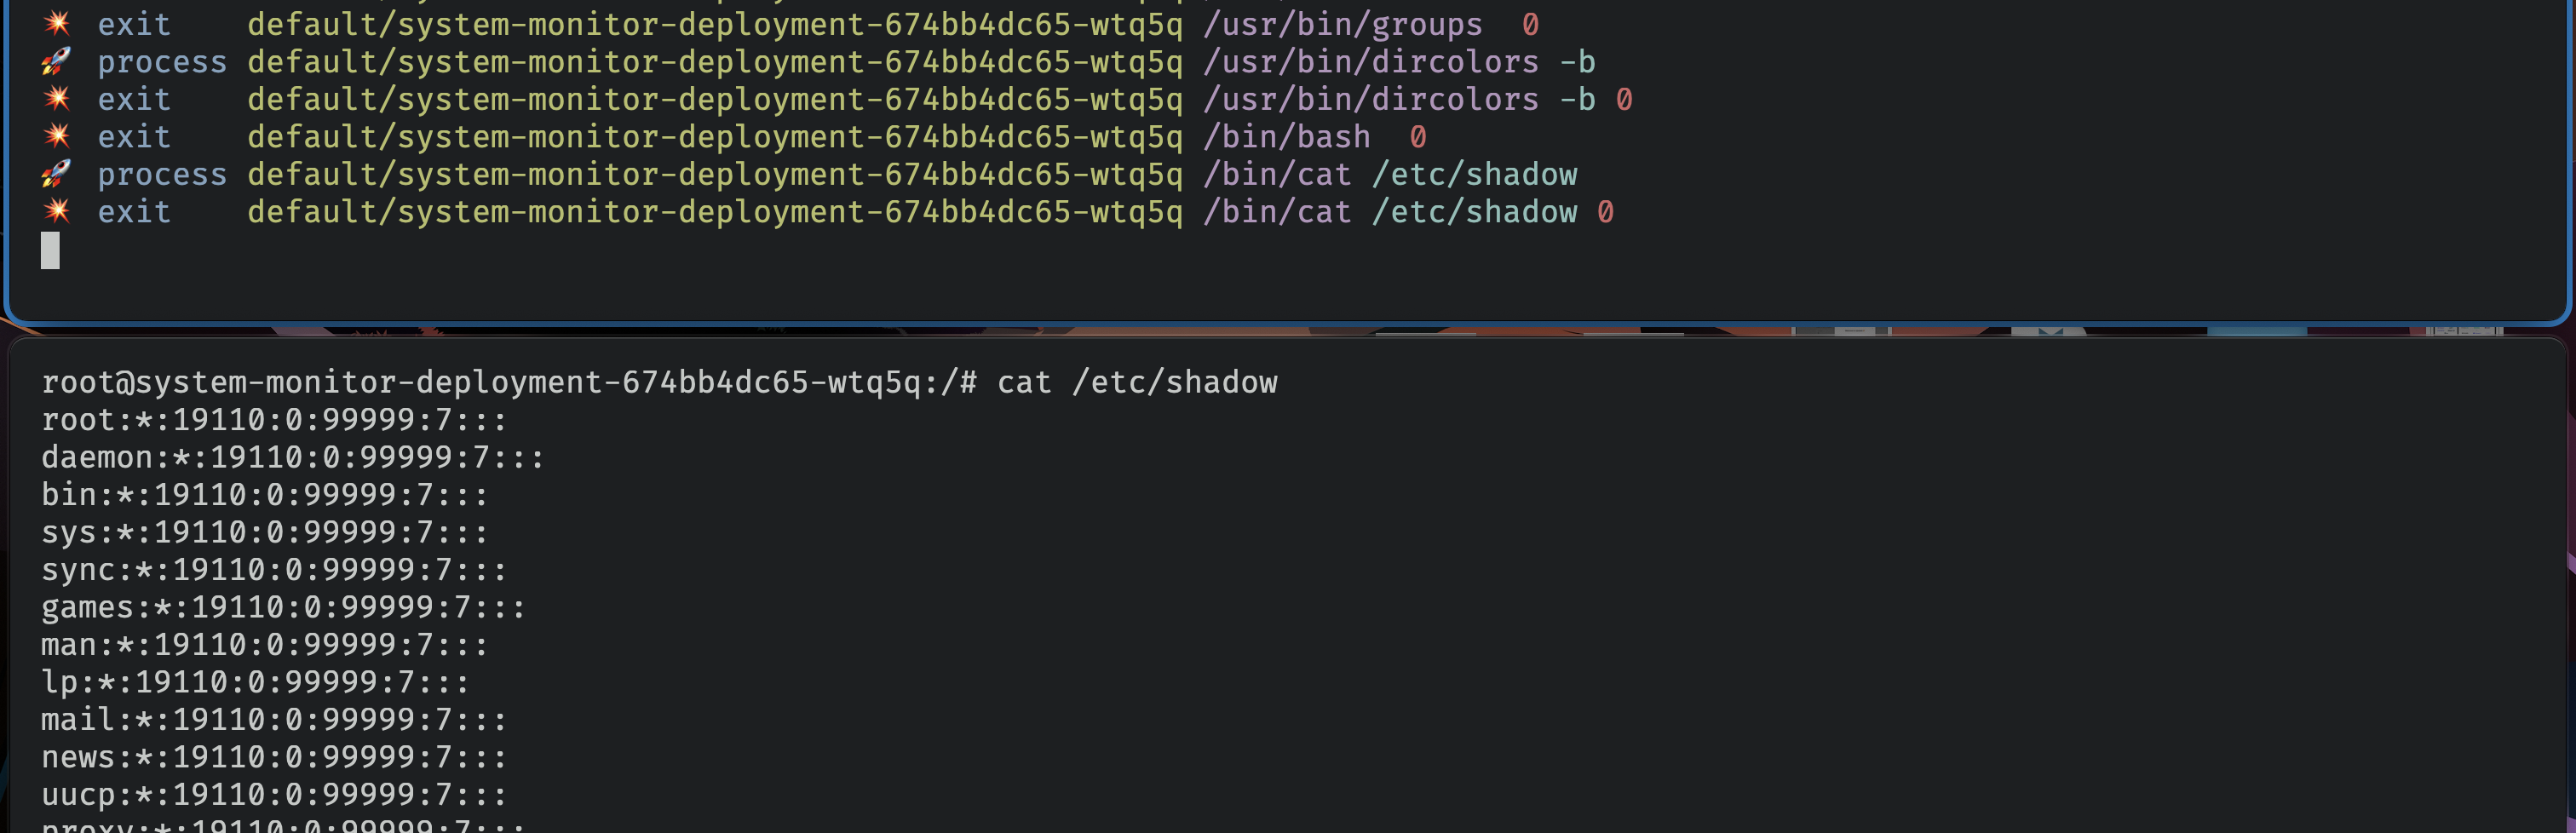 💥 exit default/system-monitor-deployment-674bb4dc65-wtq5q /usr/bin/groups 0
🚀 process default/system-monitor-deployment-674bb4dc65-wtq5q /usr/bin/dircolors -b
💥 exit default/system-monitor-deployment-674bb4dc65-wtq5q /usr/bin/dircolors -b 0
💥 exit default/system-monitor-deployment-674bb4dc65-wtq5q /bin/bash 0
🚀 process default/system-monitor-deployment-674bb4dc65-wtq5q /bin/cat /etc/shadow
💥 exit default/system-monitor-deployment-674bb4dc65-wtq5q /bin/cat /etc/shadow 0
root@system-monitor-deployment-674bb4dc65-wtq5q:/# cat /etc/shadow
root:*:19110:0:99999:7:::
daemon:*:19110:0:99999:7:::
bin:*:19110:0:99999:7:::
sys:*:19110:0:99999:7:::
sync:*:19110:0:99999:7:::
games:*:19110:0:99999:7:::
man:*:19110:0:99999:7:::
lp:*:19110:0:99999:7:::
mail:*:19110:0:99999:7:::
news:*:19110:0:99999:7:::
uucp:*:19110:0:99999:7:::
proxy:*:19110:0:99999:7:::